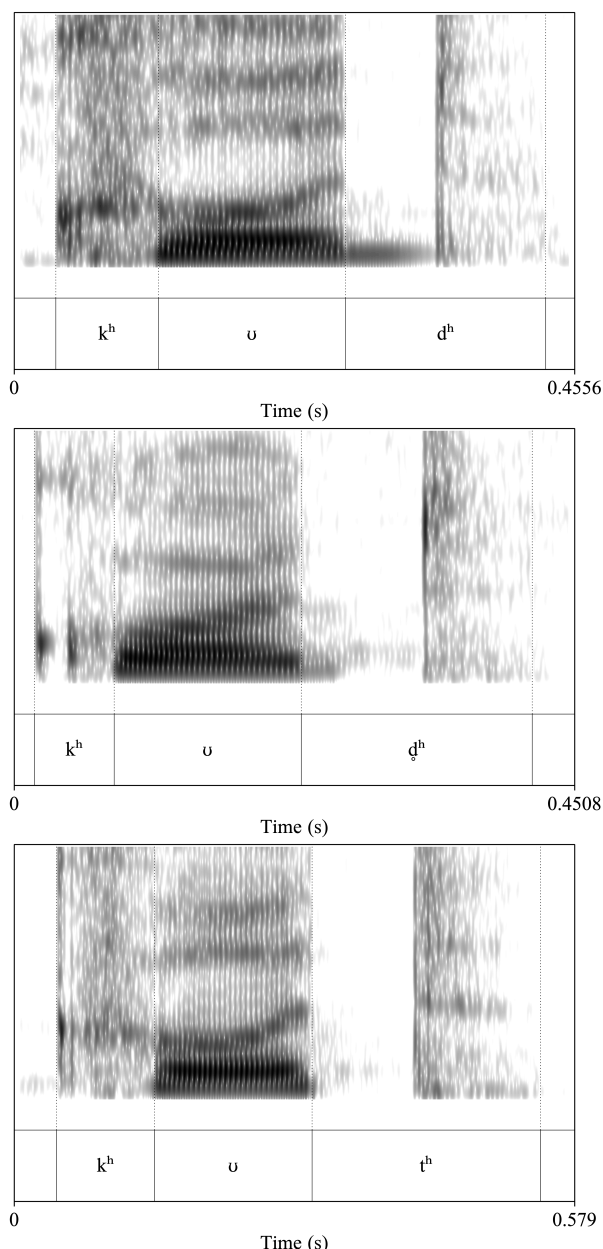 kʰ ʊ dʰ
0 0.4556
Time (s)
kʰ ʊ d̥ʰ
0 0.4508
Time (s)
kʰ ʊ tʰ
0 0.579
Time (s)